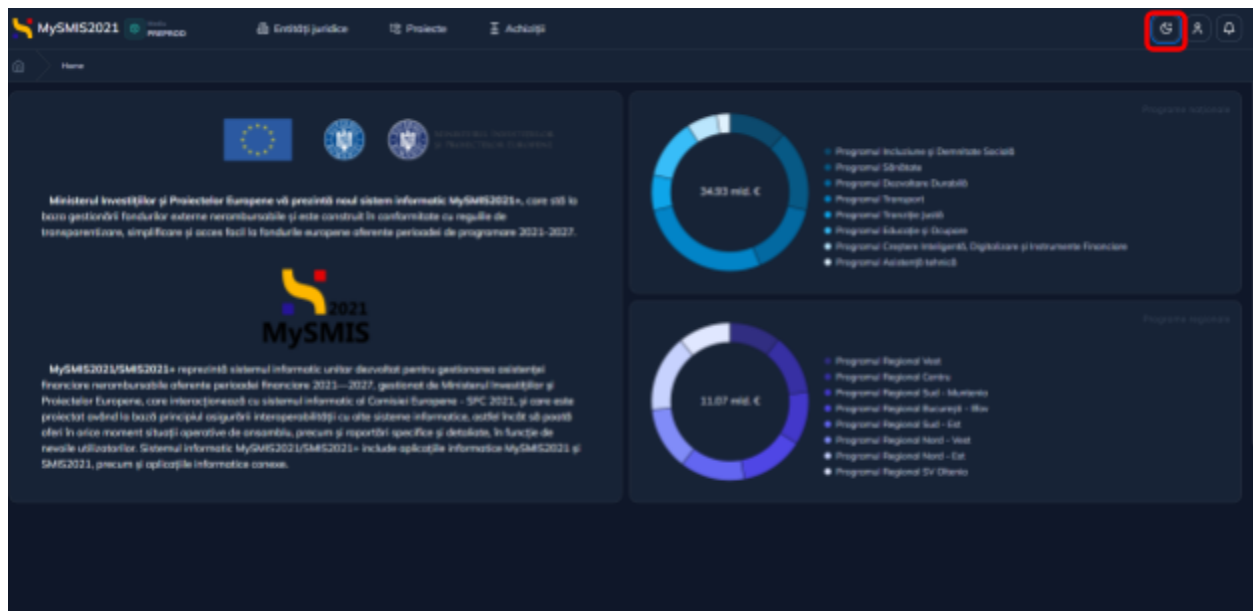 MySMIS2021
Mediu
PREPROD
Entități juridice
Proiecte
Achiziții
Home
MINISTERUL INVESTIȚIILOR
ȘI PROIECTELOR EUROPENE
Ministerul Investițiilor și Proiectelor Europene vă prezintă noul sistem informatic MySMIS2021+, care stă la
baza gestionării fondurilor externe nerambursabile și este construit în conformitate cu regulile de
transparentizare, simplificare și acces facil la fondurile europene aferente perioadei de programare 2021-2027.
2021
MySMIS
MySMIS2021/SMIS2021+ reprezintă sistemul informatic unitar dezvoltat pentru gestionarea asistenței
financiare nerambursabile aferente perioadei financiare 2021—2027, gestionat de Ministerul Investițiilor și
Proiectelor Europene, care interacționează cu sistemul informatic al Comisiei Europene - SFC 2021, și care este
proiectat având la bază principiul asigurării interoperabilității cu alte sisteme informatice, astfel încât să poată
oferi în orice moment situații operative de ansamblu, precum și raportări specifice și detaliate, în funcție de
nevoile utilizatorilor. Sistemul informatic MySMIS2021/SMIS2021+ include aplicațiile informatice MySMIS2021 și
SMIS2021, precum și aplicațiile informatice conexe.
Programe naționale
34.93 mld. €
Programul Incluziune și Demnitate Socială
Programul Sănătate
Programul Dezvoltare Durabilă
Programul Transport
Programul Tranziție Justă
Programul Educație și Ocupare
Programul Creștere Inteligentă, Digitalizare și Instrumente Financiare
Programul Asistență tehnică
Programe regionale
11.07 mld. €
Programul Regional Vest
Programul Regional Centru
Programul Regional Sud - Muntenia
Programul Regional București - Ilfov
Programul Regional Sud - Est
Programul Regional Nord - Vest
Programul Regional Nord - Est
Programul Regional SV Oltenia